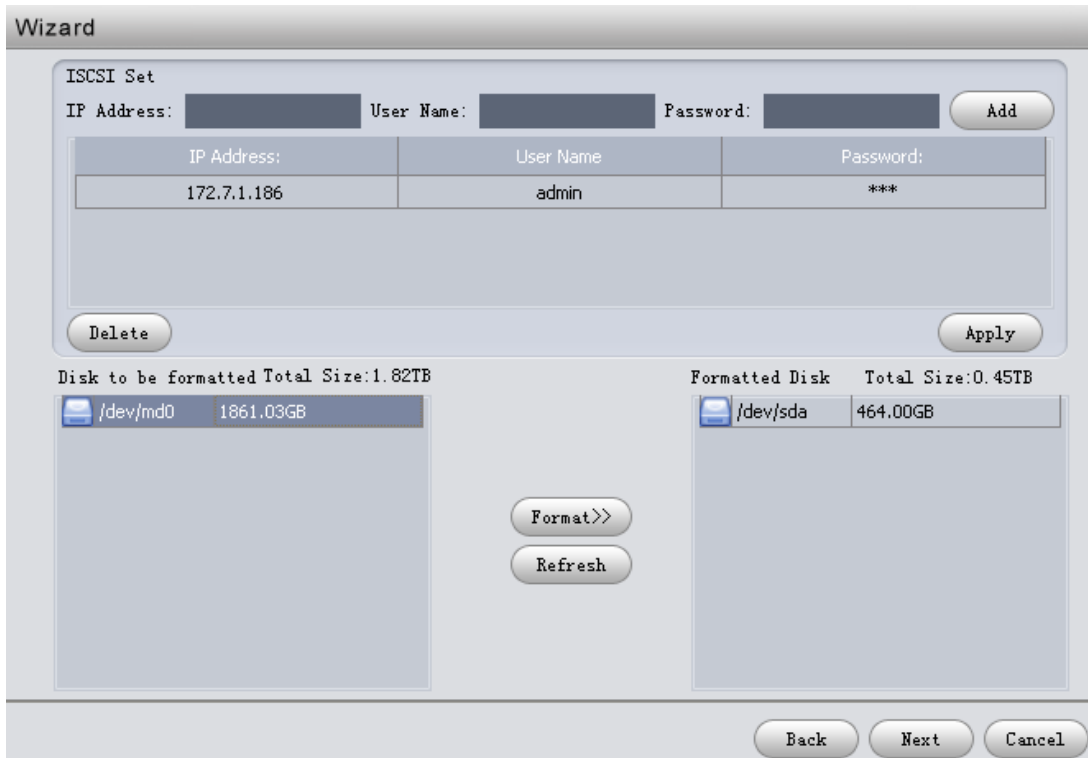 Wizard
ISCSI Set
IP Address: User Name: Password: Add
IP Address: User Name Password:
172.7.1.186 admin ***
Delete Apply
Disk to be formatted Total Size:1.82TB Formatted Disk Total Size:0.45TB
/dev/md0 1861.03GB /dev/sda 464.00GB
Format>>
Refresh
Back Next Cancel